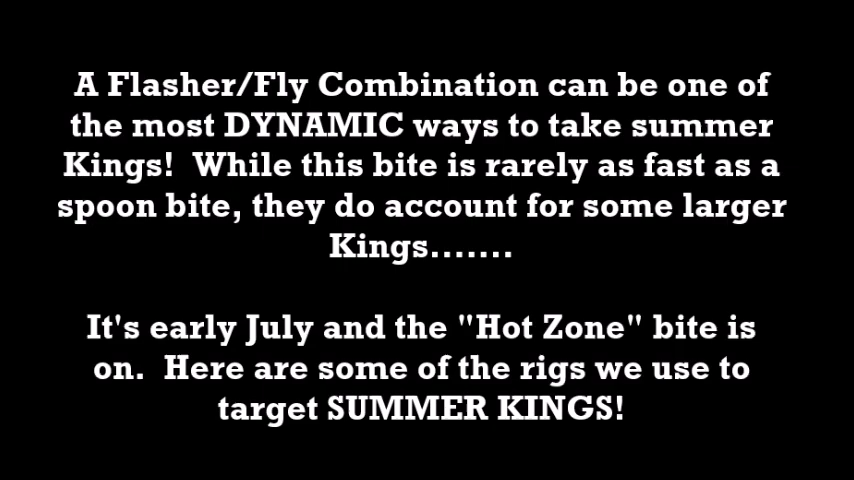 A Flasher/Fly Combination can be one of
the most DYNAMIC ways to take summer
Kings!  While this bite is rarely as fast as a
spoon bite, they do account for some larger
Kings.......
It's early July and the "Hot Zone" bite is
on.  Here are some of the rigs we use to
target SUMMER KINGS!